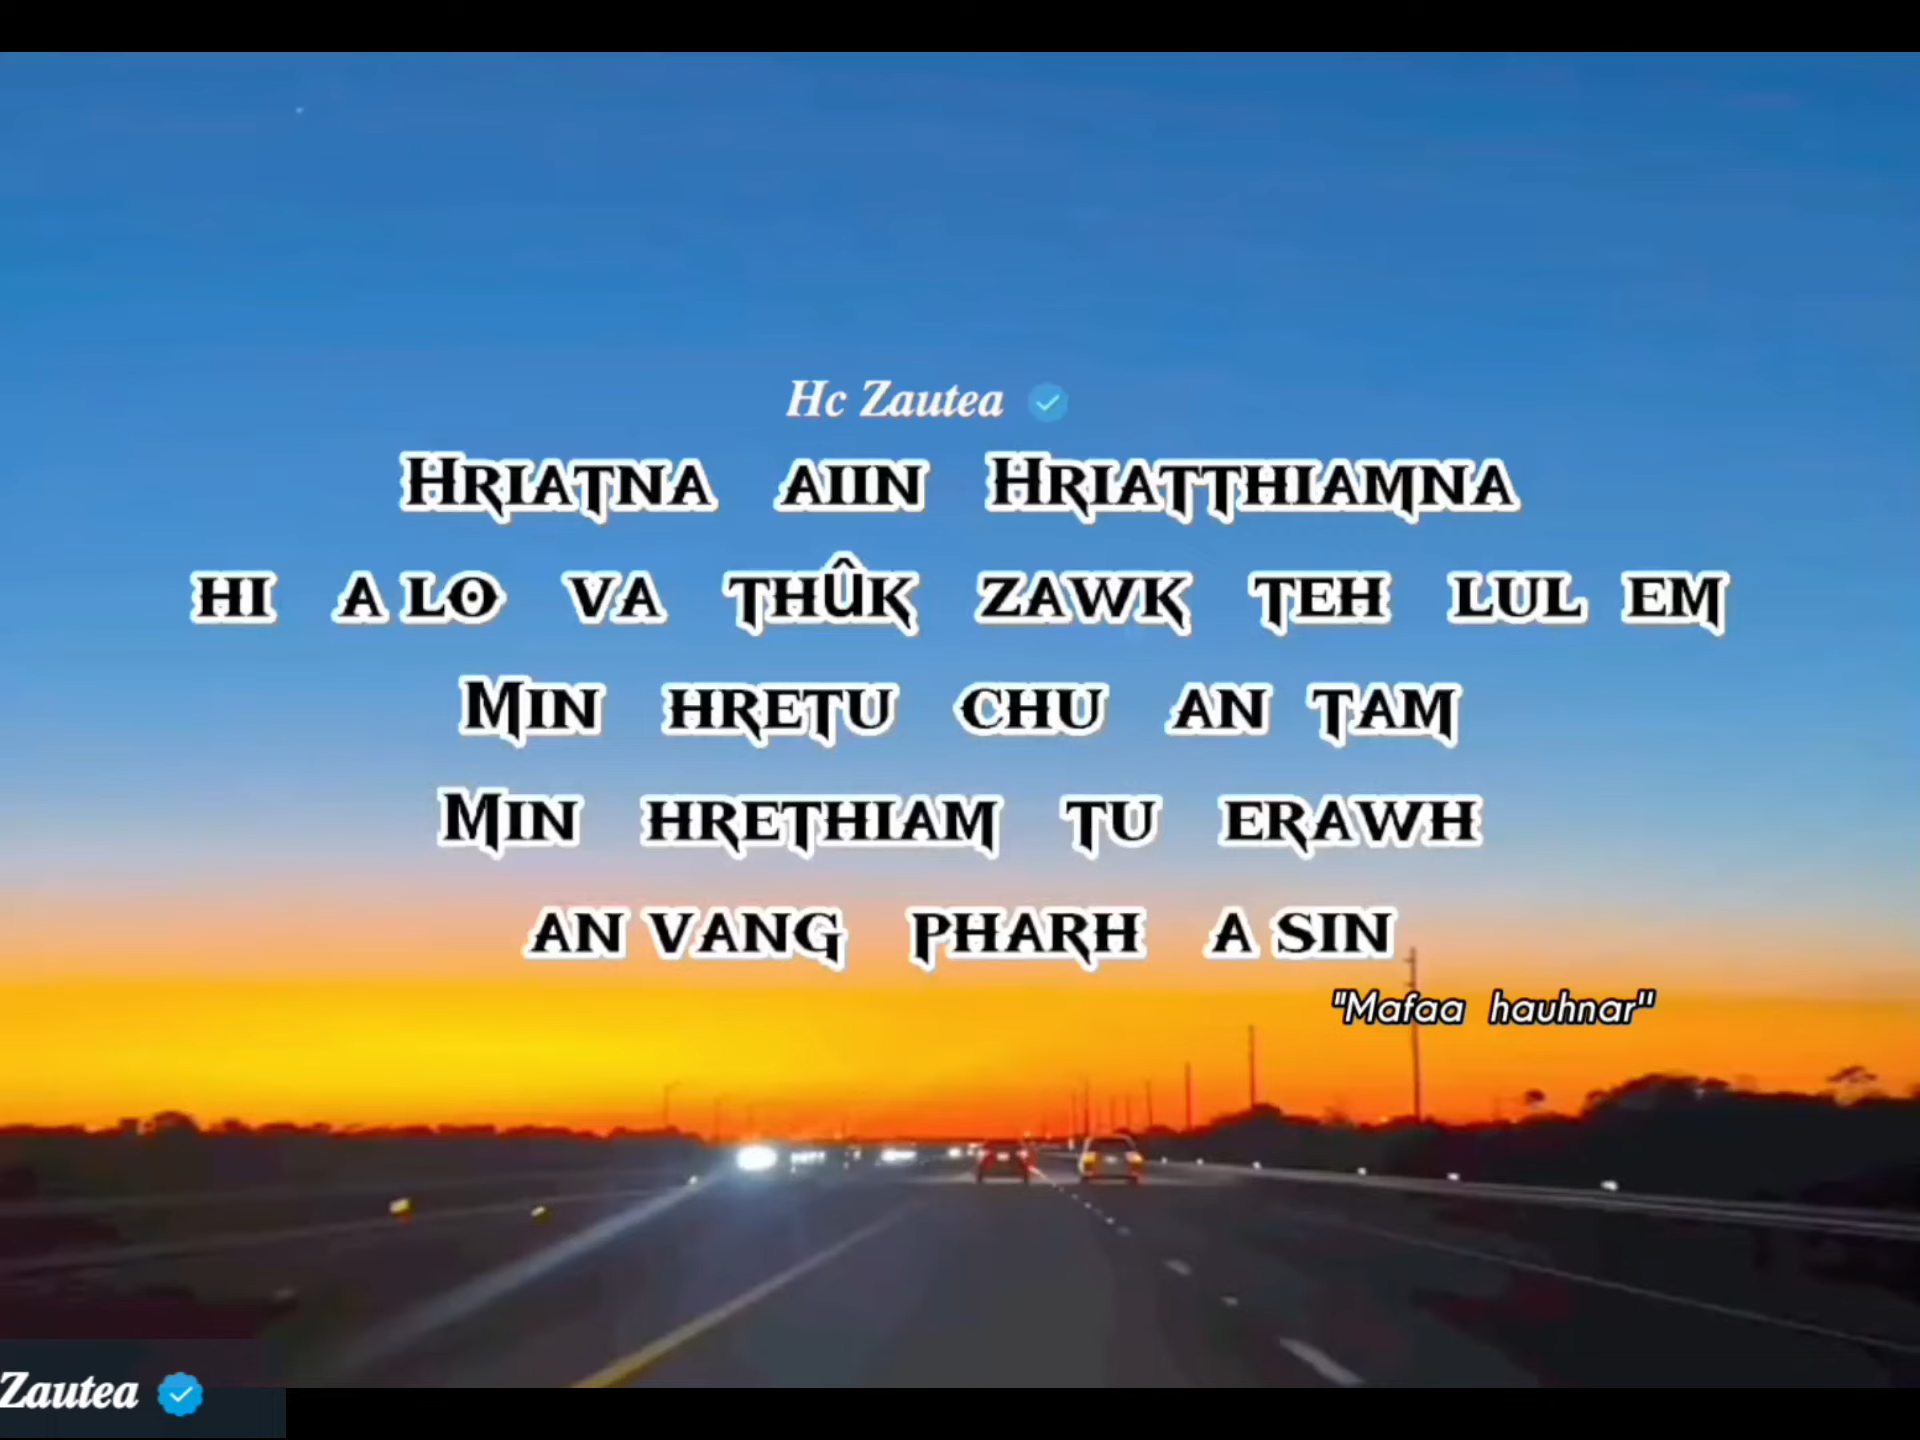 Hc Zautea
Hriatna aiin Hriatthiamna
hi a lo va thûk zawk teh lul em
Min hretu chu an tam
Min hrethiam tu erawh
an vang pharh a sin
"Mafaa hauhnar"
Zautea